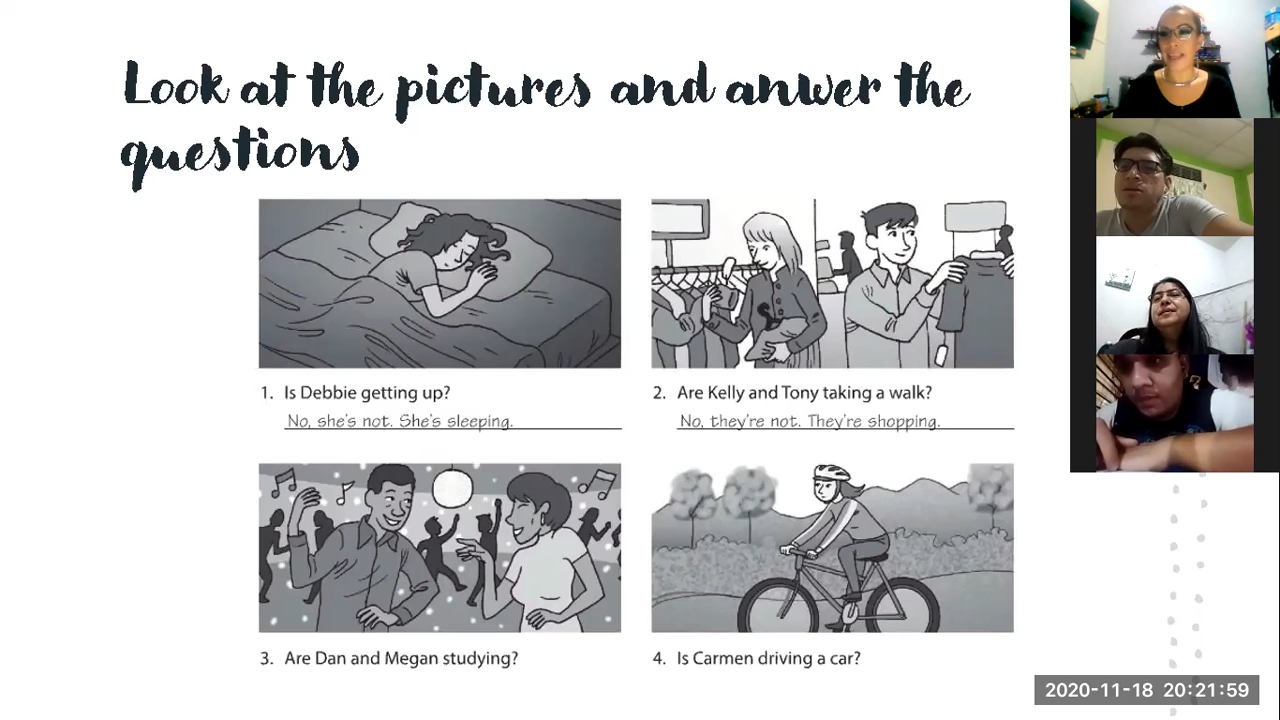 Look at the pictures and anwer the
questions
1. Is Debbie getting up?
No, she's not. She's sleeping.
2. Are Kelly and Tony taking a walk?
No, they're not. They're shopping.
3. Are Dan and Megan studying?
4. Is Carmen driving a car?
2020-11-18 20:21:59